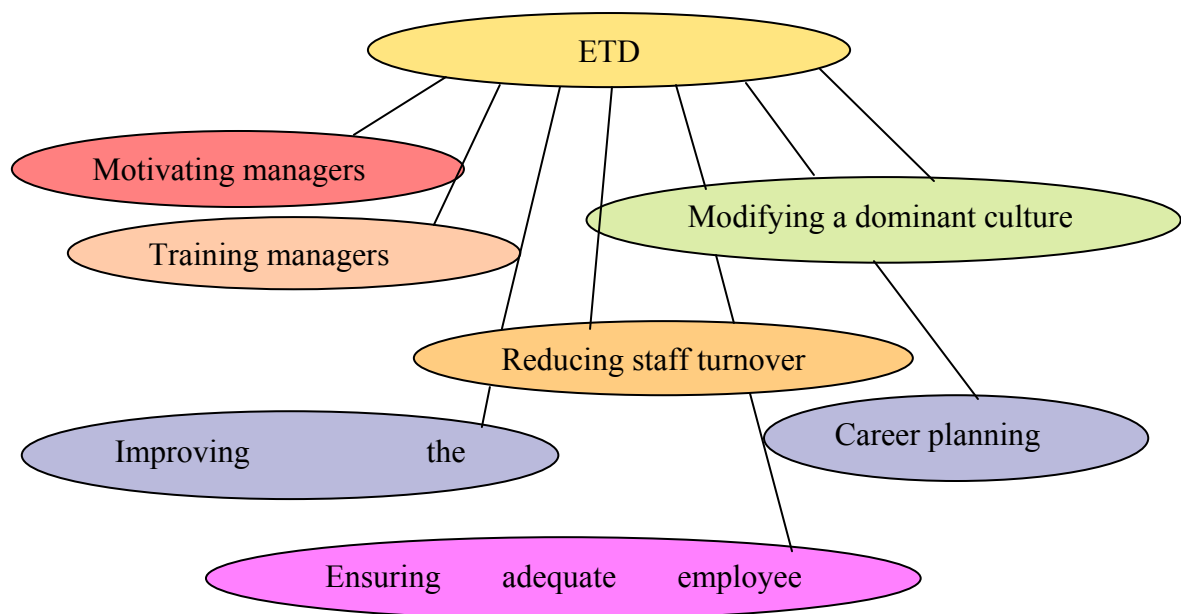 ETD
Motivating managers
Training managers
Modifying a dominant culture
Reducing staff turnover
Improving the
Career planning
Ensuring adequate employee